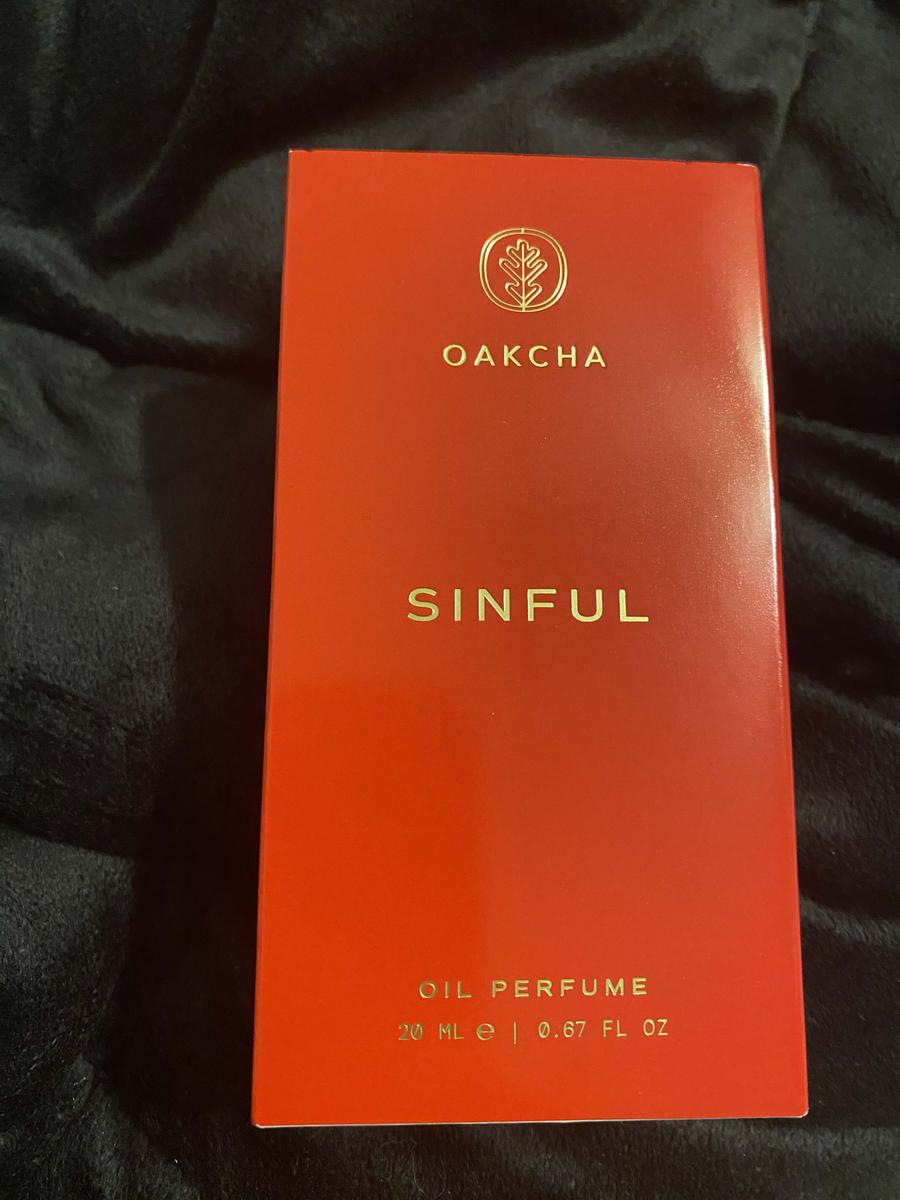 OAKCHA
SINFUL
OIL PERFUME
20 ML ℮ | 0.67 FL OZ